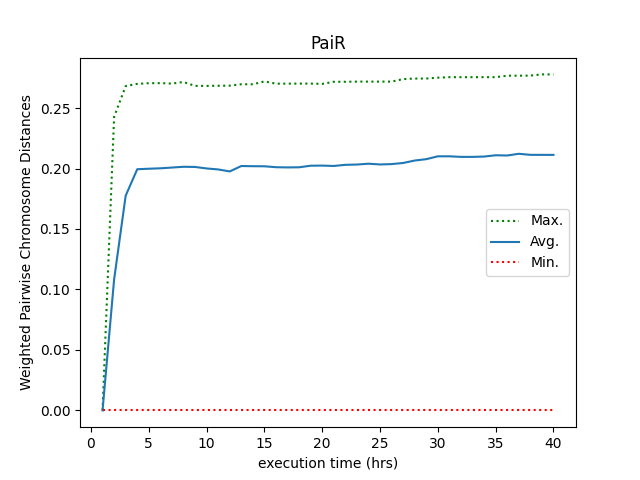 PaiR
Weighted Pairwise Chromosome Distances
0.25
0.20
0.15
0.10
0.05
0.00
Max.
Avg.
Min.
0 5 10 15 20 25 30 35 40
execution time (hrs)